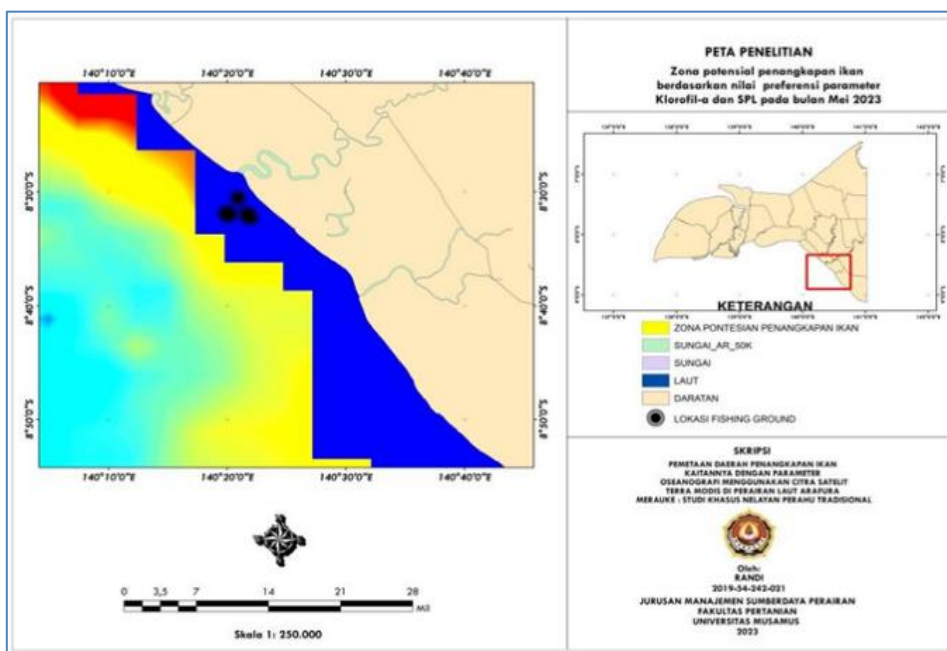 140°10'0"E 140°20'0"E 140°30'0"E 140°40'0"E
8°30'0"S 8°30'0"S
8°40'0"S 8°40'0"S
8°50'0"S 8°50'0"S
140°10'0"E 140°20'0"E 140°30'0"E 140°40'0"E
0 3,5 7 14 21 28
Mil
Skala 1: 250.000
PETA PENELITIAN
Zona potensial penangkapan ikan
berdasarkan nilai preferensi parameter
Klorofil-a dan SPL pada bulan Mei 2023
KETERANGAN
ZONA PONTESIAN PENANGKAPAN IKAN
SUNGAI_AR_50K
SUNGAI
LAUT
DARATAN
LOKASI FISHING GROUND
SKRIPSI
PEMETAAN DAERAH PENANGKAPAN IKAN
KAITANNYA DENGAN PARAMETER
OSEANOGRAFI MENGGUNAKAN CITRA SATELIT
TERRA MODIS DI PERAIRAN LAUT ARAFURA
MERAUKE : STUDI KHASUS NELAYAN PERAHU TRADISIONAL
Oleh:
RANDI
2019-54-242-021
JURUSAN MANAJEMEN SUMBERDAYA PERAIRAN
FAKULTAS PERTANIAN
UNIVERSITAS MUSAMUS
2023